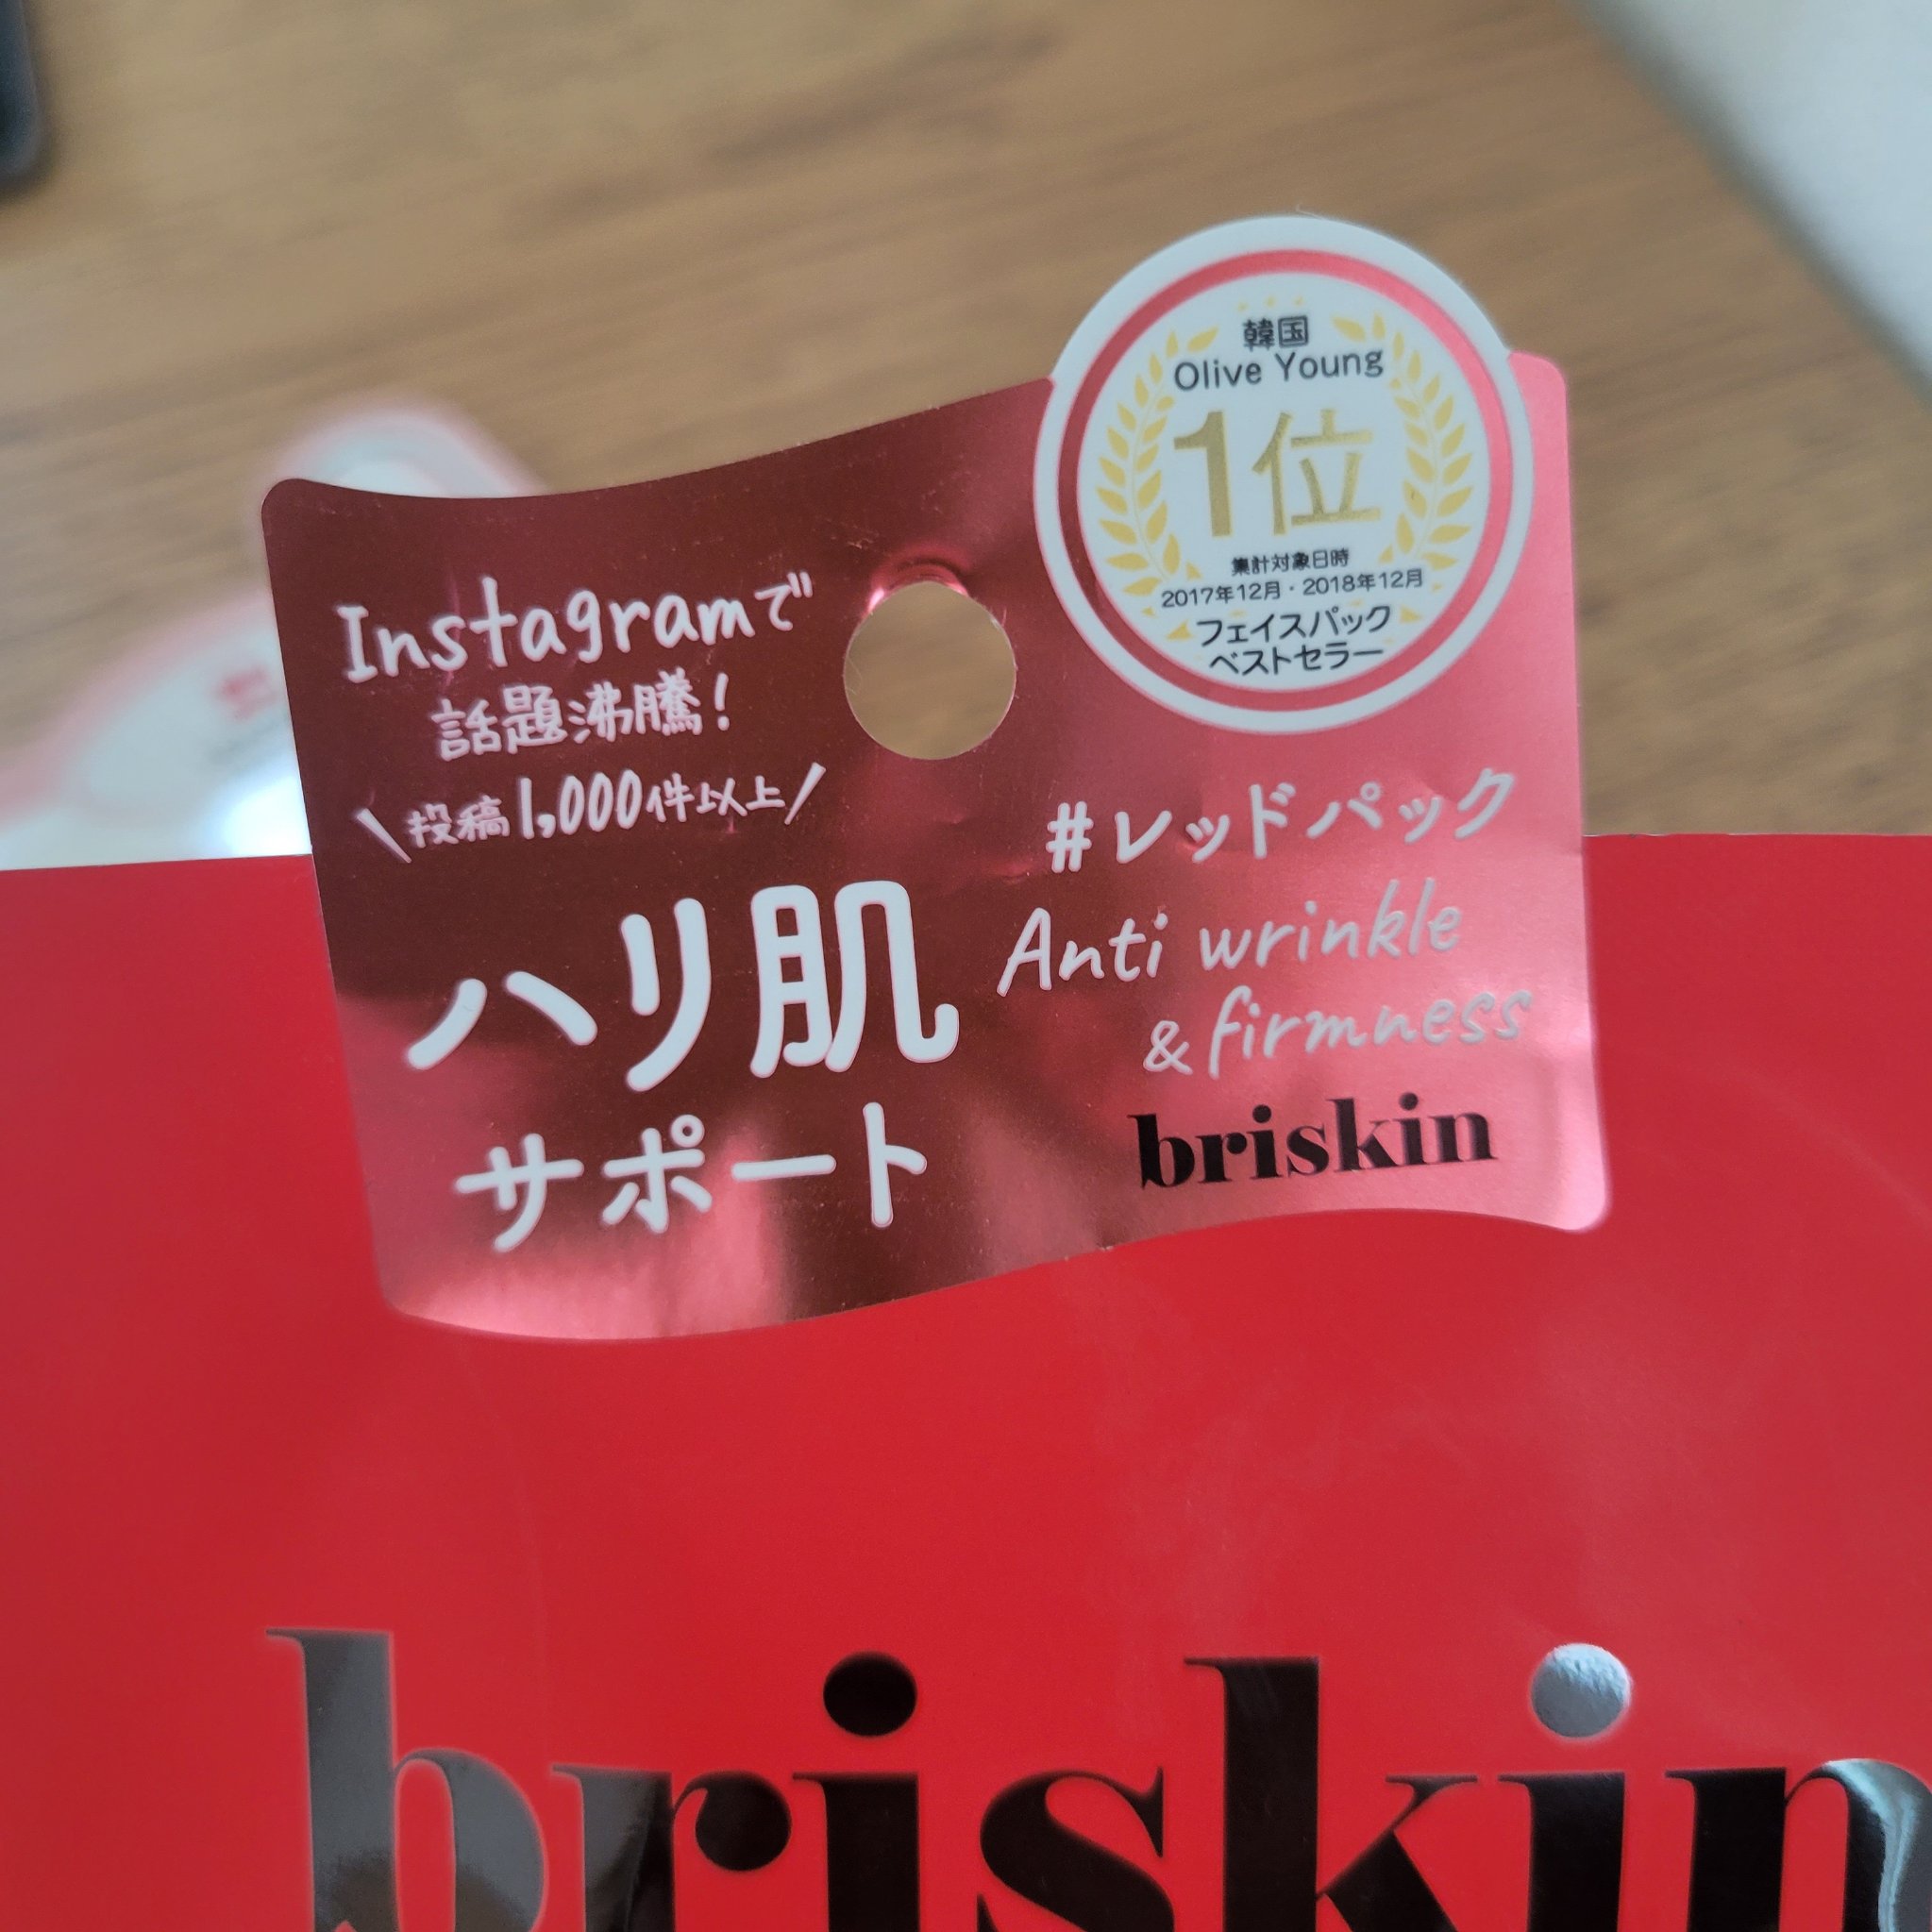 韓国
Olive Young
1位
集計対象日時
2017年12月・2018年12月
フェイスパック
ベストセラー
Instagramで
話題沸騰!
\投稿1,000件以上/
ハリ肌
サポート
#レッドパック
Anti wrinkle
&firmness
briskin
briskin